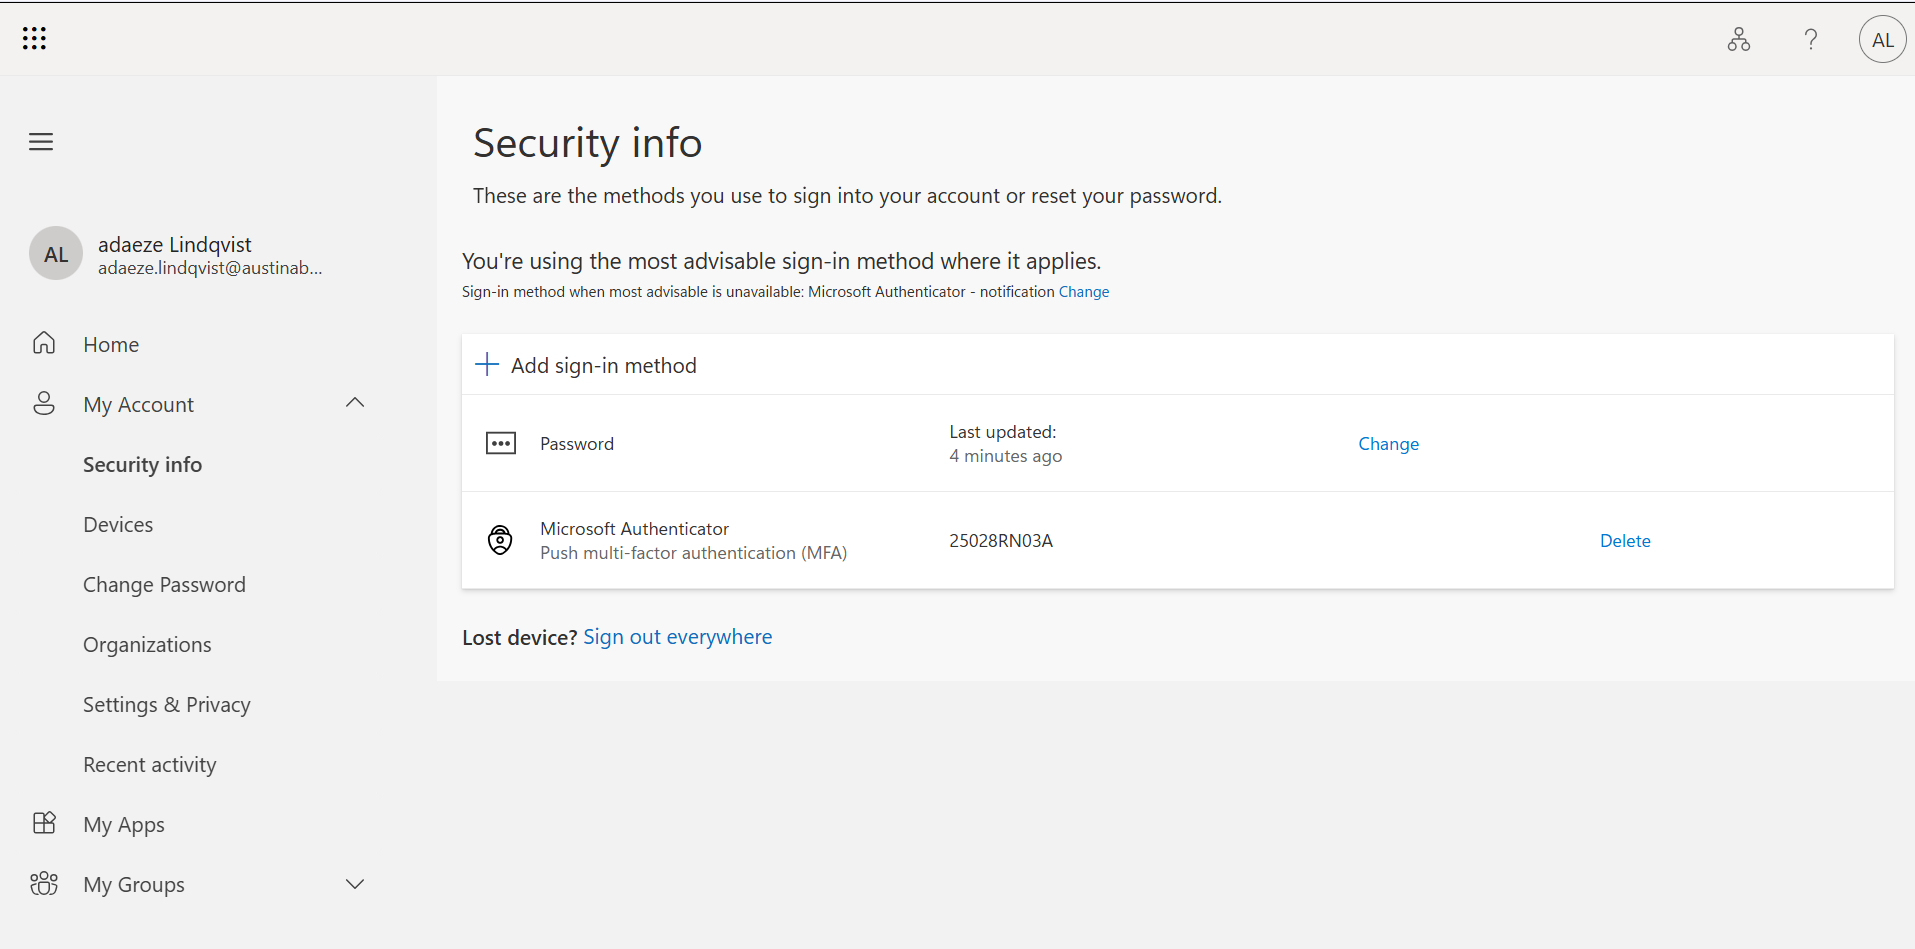 AL
adaeze Lindqvist
adaeze.lindqvist@austinab...
AL
Home
My Account
Security info
Devices
Change Password
Organizations
Settings & Privacy
Recent activity
My Apps
My Groups
Security info
These are the methods you use to sign into your account or reset your password.
You're using the most advisable sign-in method where it applies.
Sign-in method when most advisable is unavailable: Microsoft Authenticator - notification Change
Add sign-in method
Password
Last updated:
4 minutes ago
Change
Microsoft Authenticator
Push multi-factor authentication (MFA)
25028RN03A
Delete
Lost device? Sign out everywhere